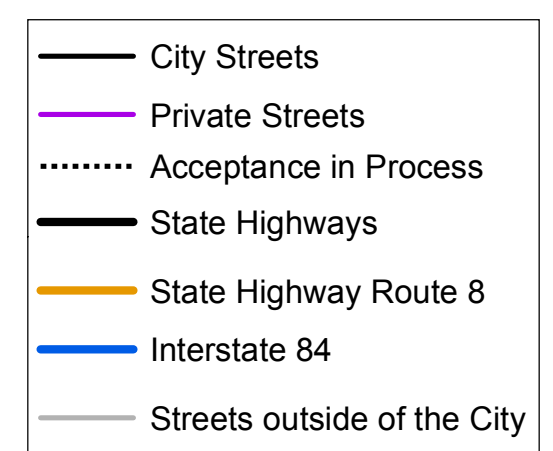 City Streets
Private Streets
Acceptance in Process
State Highways
State Highway Route 8
Interstate 84
Streets outside of the City